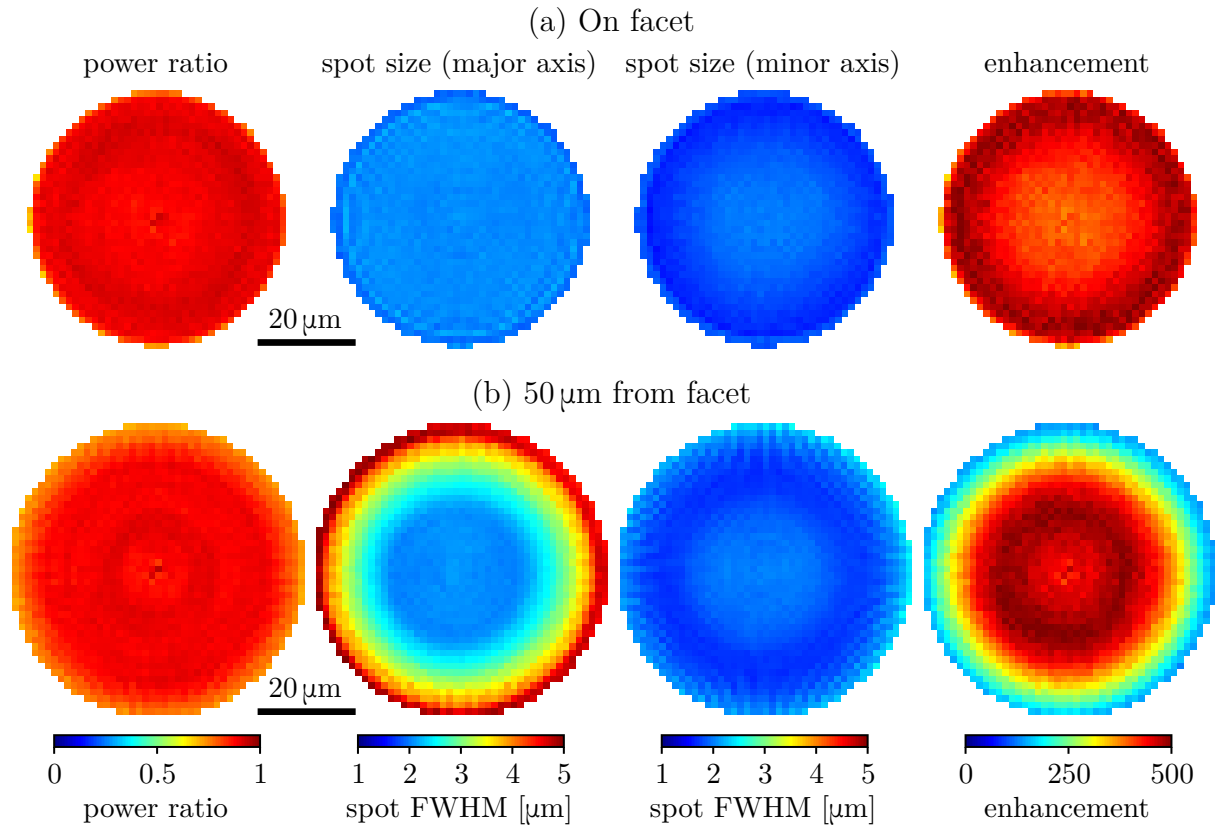 (a) On facet
power ratio spot size (major axis) spot size (minor axis) enhancement
20 μm
(b) 50 μm from facet
20 μm
0 0.5 1 1 2 3 4 5 1 2 3 4 5 0 250 500
power ratio spot FWHM [μm] spot FWHM [μm] enhancement